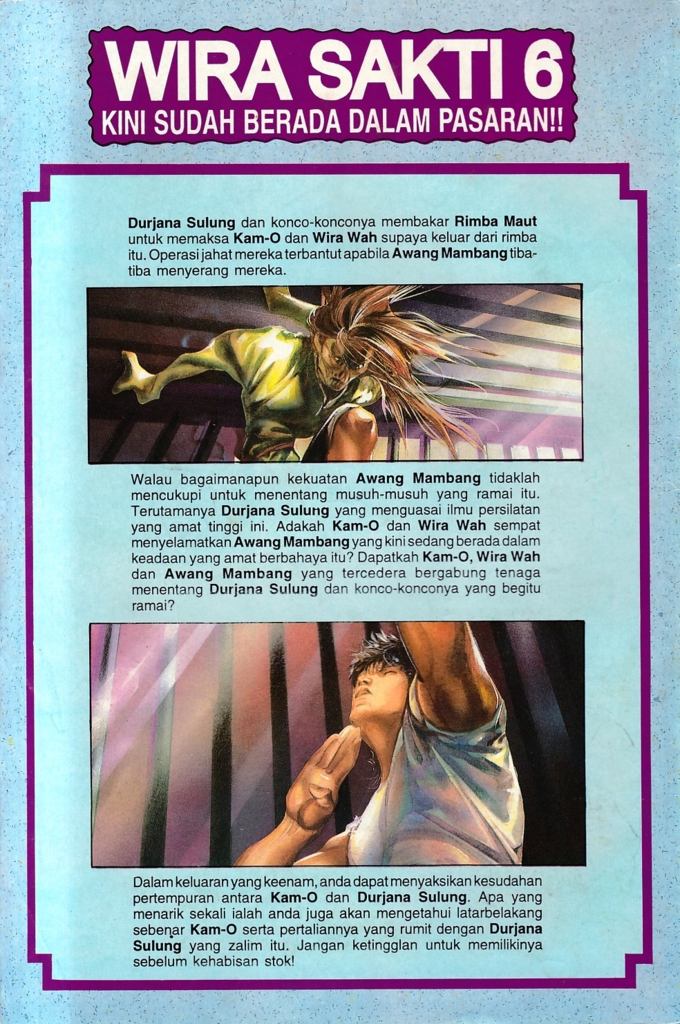 WIRA SAKTI 6
KINI SUDAH BERADA DALAM PASARAN!!
Durjana Sulung dan konco-konconya membakar Rimba Maut
untuk memaksa Kam-O dan Wira Wah supaya keluar dari rimba
itu. Operasi jahat mereka terbantut apabila Awang Mambang tiba-
tiba menyerang mereka.
Walau bagaimanapun kekuatan Awang Mambang tidaklah
mencukupi untuk menentang musuh-musuh yang ramai itu.
Terutamanya Durjana Sulung yang menguasai ilmu persilatan
yang amat tinggi ini. Adakah Kam-O dan Wira Wah sempat
menyelamatkan Awang Mambang yang kini sedang berada dalam
keadaan yang amat berbahaya itu? Dapatkah Kam-O, Wira Wah
dan Awang Mambang yang tercedera bergabung tenaga
menentang Durjana Sulung dan konco-konconya yang begitu
ramai?
Dalam keluaran yang keenam, anda dapat menyaksikan kesudahan
pertempuran antara Kam-O dan Durjana Sulung. Apa yang
menarik sekali ialah anda juga akan mengetahui latarbelakang
sebenar Kam-O serta pertaliannya yang rumit dengan Durjana
Sulung yang zalim itu. Jangan ketingglan untuk memilikinya
sebelum kehabisan stok!